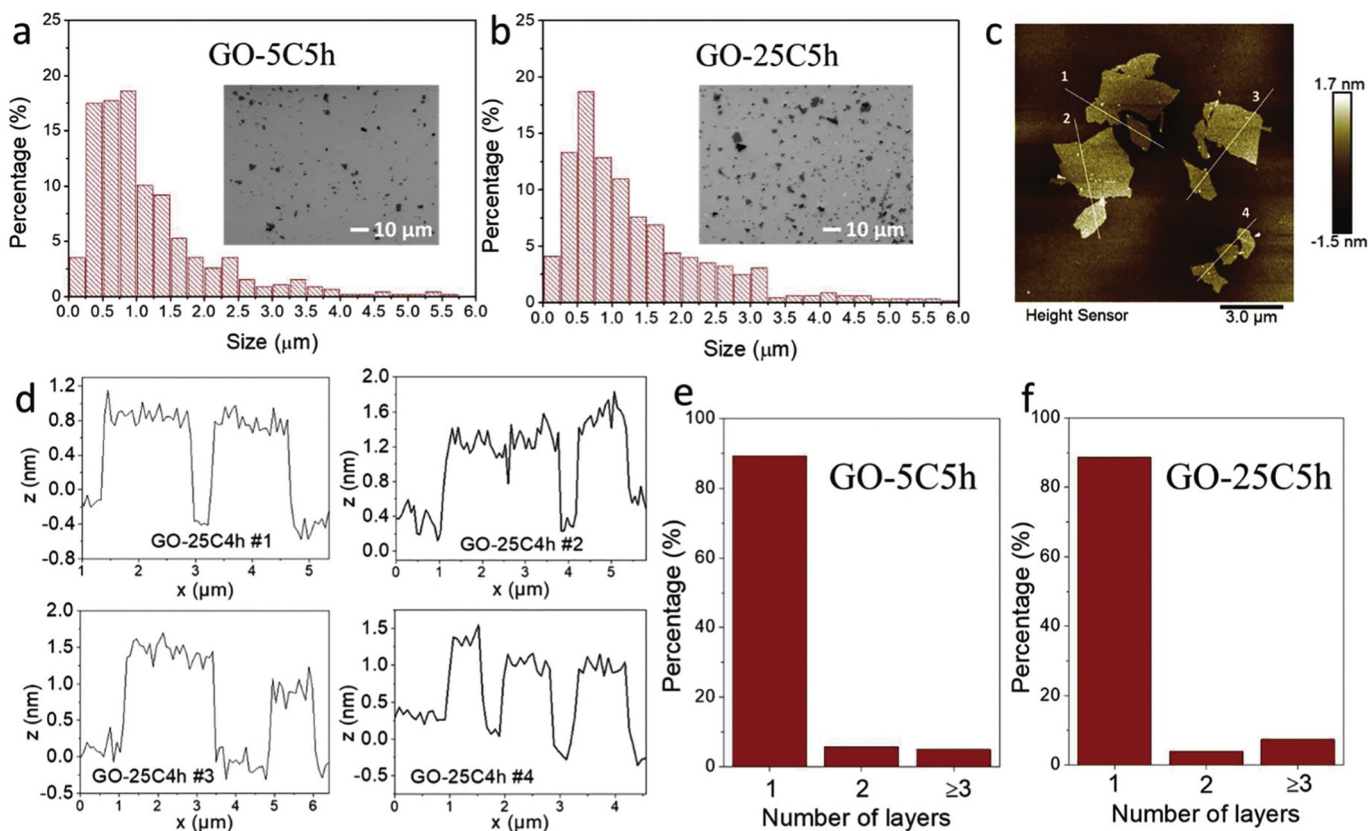 a
GO-5C5h
Percentage (%)
25
20
15
10
5
0
10 μm
0.0 0.5 1.0 1.5 2.0 2.5 3.0 3.5 4.0 4.5 5.0 5.5 6.0
Size (μm)
b
GO-25C5h
Percentage (%)
25
20
15
10
5
0
10 μm
0.0 0.5 1.0 1.5 2.0 2.5 3.0 3.5 4.0 4.5 5.0 5.5 6.0
Size (μm)
c
1
2
3
4
1.7 nm
-1.5 nm
Height Sensor
3.0 μm
d
z (nm)
1.2
0.8
0.4
0.0
-0.4
-0.8
GO-25C4h #1
1 2 3 4 5
x (μm)
z (nm)
2.0
1.6
1.2
0.8
0.4
0.0
GO-25C4h #2
0 1 2 3 4 5
x (μm)
z (nm)
2.0
1.5
1.0
0.5
0.0
-0.5
GO-25C4h #3
0 1 2 3 4 5 6
x (μm)
z (nm)
1.5
1.0
0.5
0.0
-0.5
GO-25C4h #4
0 1 2 3 4
x (μm)
e
GO-5C5h
Percentage (%)
100
80
60
40
20
0
1 2 ≥3
Number of layers
f
GO-25C5h
Percentage (%)
100
80
60
40
20
0
1 2 ≥3
Number of layers